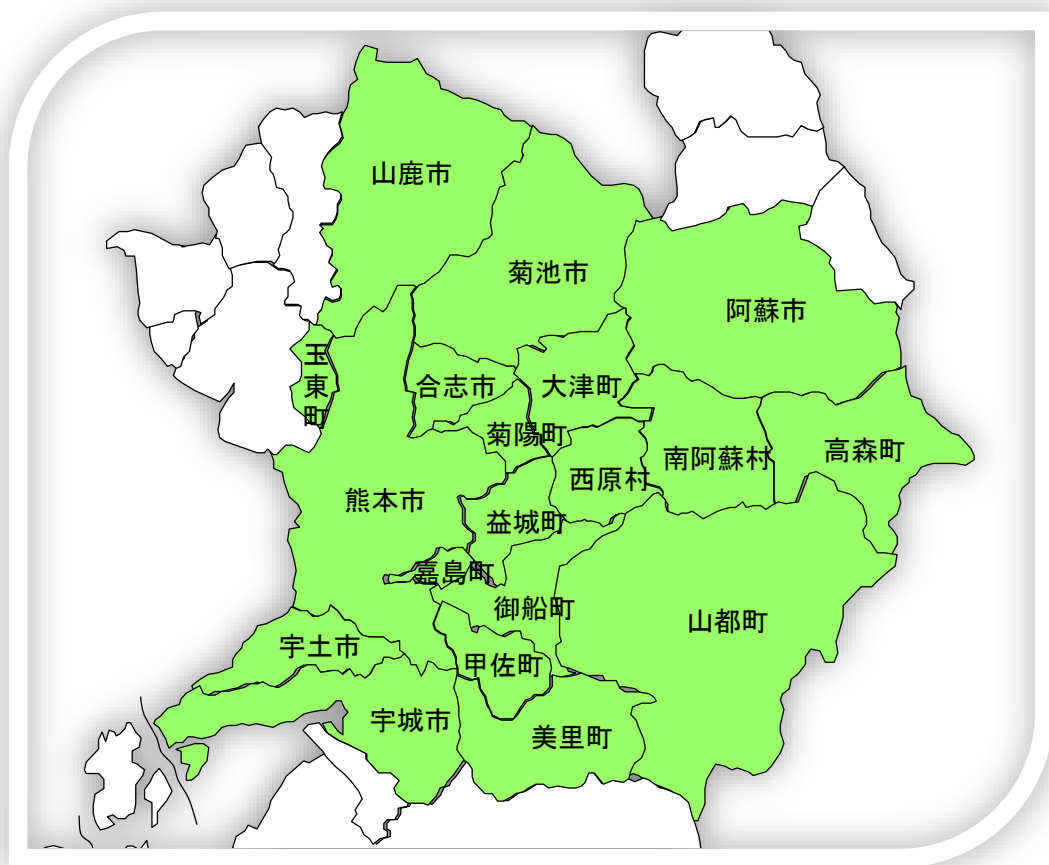 山鹿市
菊池市
阿蘇市
玉東町
合志市
大津町
菊陽町
南阿蘇村
高森町
西原村
熊本市
益城町
嘉島町
御船町
山都町
宇土市
甲佐町
宇城市
美里町